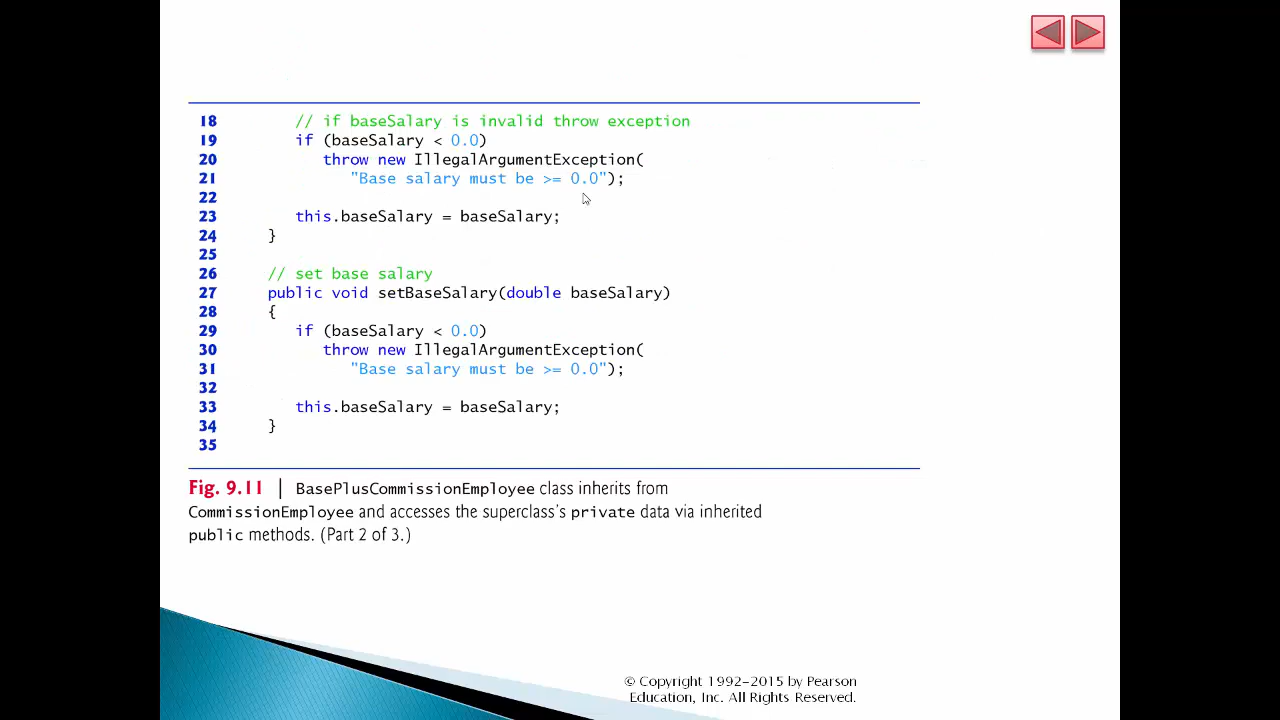 18 // if baseSalary is invalid throw exception
19 if (baseSalary < 0.0)
20 throw new IllegalArgumentException(
21 "Base salary must be >= 0.0");
22
23 this.baseSalary = baseSalary;
24 }
25
26 // set base salary
27 public void setBaseSalary(double baseSalary)
28 {
29 if (baseSalary < 0.0)
30 throw new IllegalArgumentException(
31 "Base salary must be >= 0.0");
32
33 this.baseSalary = baseSalary;
34 }
35
Fig. 9.11 | BasePlusCommissionEmployee class inherits from
CommissionEmployee and accesses the superclass's private data via inherited
public methods. (Part 2 of 3.)
© Copyright 1992–2015 by Pearson
Education, Inc. All Rights Reserved.